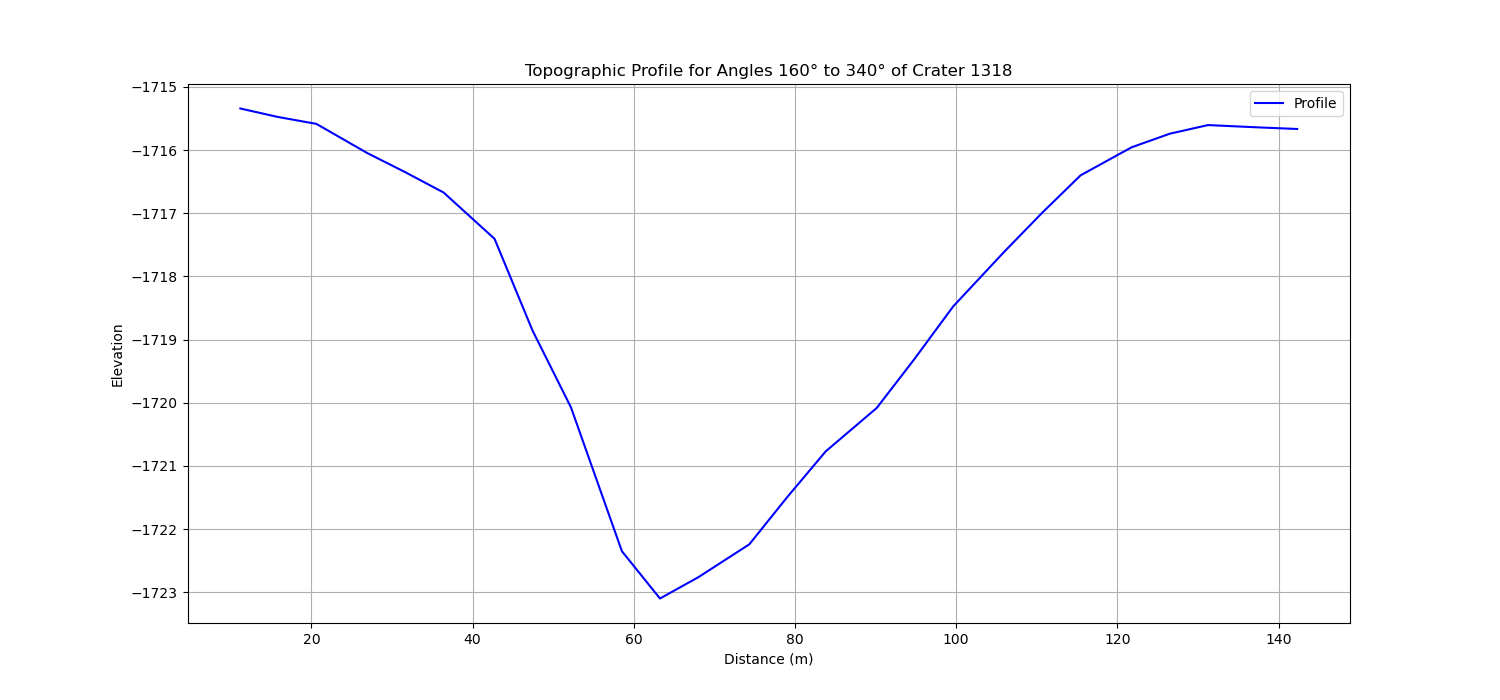 Topographic Profile for Angles 160° to 340° of Crater 1318
Profile
Elevation
−1715
−1716
−1717
−1718
−1719
−1720
−1721
−1722
−1723
20 40 60 80 100 120 140
Distance (m)